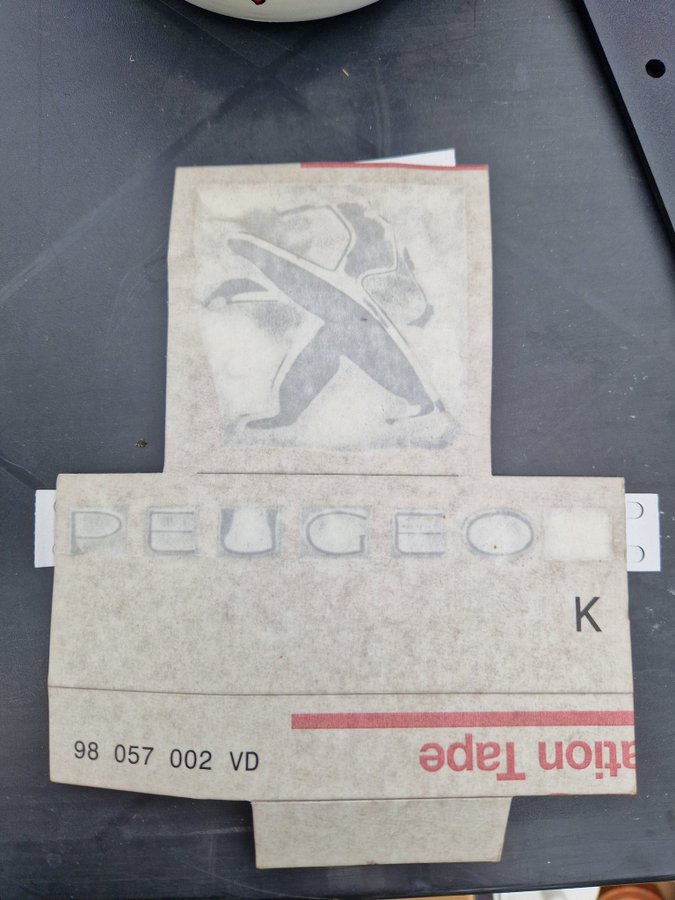 PEUGEO
K
98 057 002 VD
ation Tape